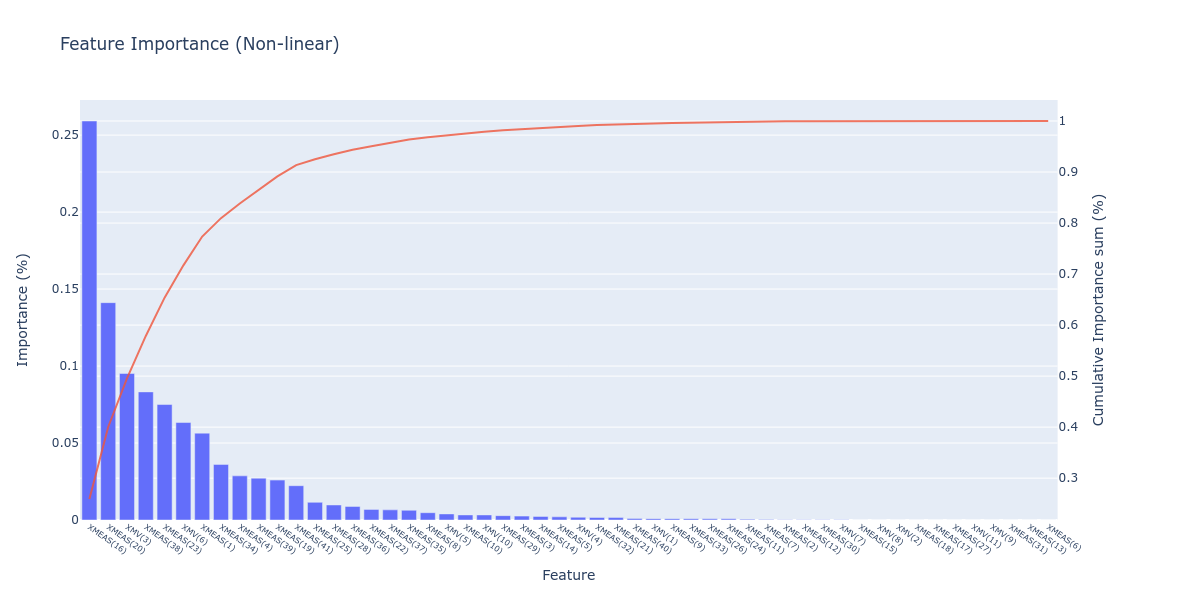 Feature Importance (Non-linear)
0.25
0.2
0.15
0.1
0.05
0
Importance (%)
1
0.9
0.8
0.7
0.6
0.5
0.4
0.3
Cumulative Importance sum (%)
XMEAS(16)
XMEAS(20)
XMV(3)
XMEAS(38)
XMEAS(23)
XMV(6)
XMEAS(1)
XMEAS(34)
XMEAS(4)
XMEAS(39)
XMEAS(19)
XMEAS(41)
XMEAS(25)
XMEAS(28)
XMEAS(36)
XMEAS(22)
XMEAS(37)
XMEAS(35)
XMEAS(8)
XMV(5)
XMEAS(10)
XMV(10)
XMEAS(29)
XMEAS(3)
XMEAS(14)
XMEAS(5)
XMV(4)
XMEAS(32)
XMEAS(21)
XMEAS(40)
XMV(1)
XMEAS(9)
XMEAS(33)
XMEAS(26)
XMEAS(24)
XMEAS(11)
XMEAS(7)
XMEAS(2)
XMEAS(12)
XMEAS(30)
XMV(7)
XMEAS(15)
XMV(8)
XMV(2)
XMEAS(18)
XMEAS(17)
XMEAS(27)
XMV(11)
XMV(9)
XMEAS(31)
XMEAS(13)
XMEAS(6)
Feature